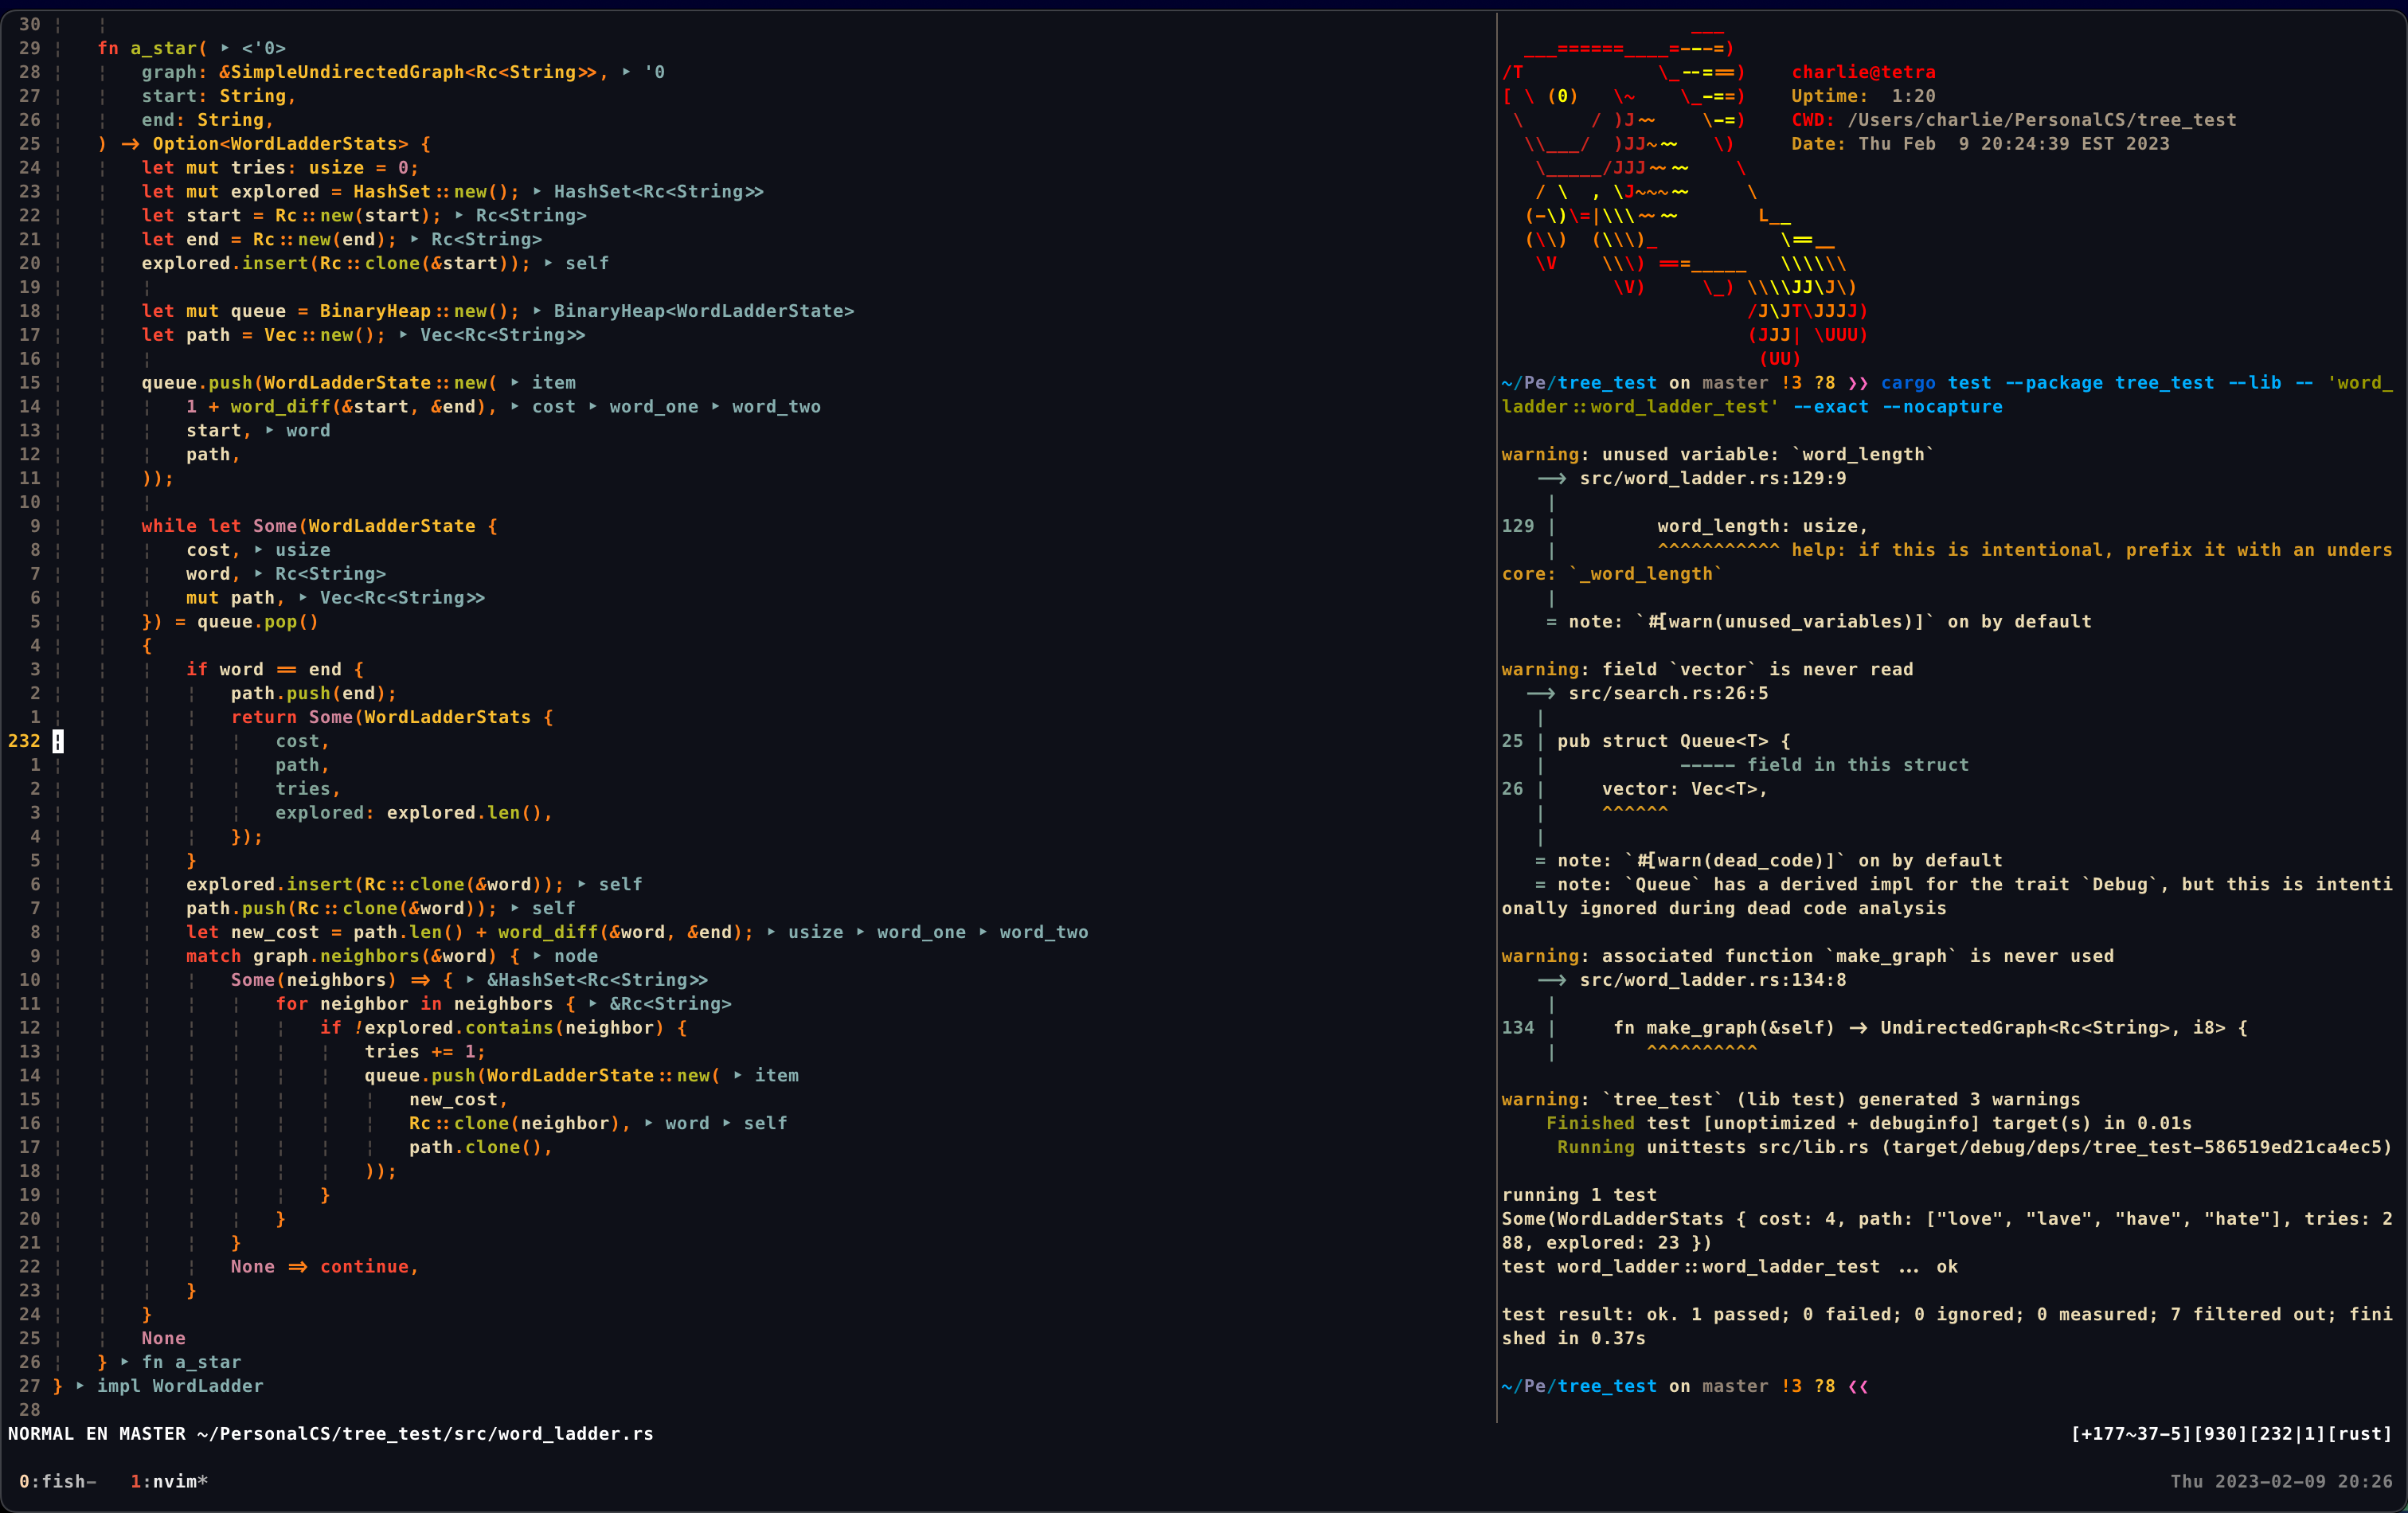 30
29 fn a_star( ‣ <'0>
28 graph: &SimpleUndirectedGraph<Rc<String>>, ‣ '0
27 start: String,
26 end: String,
25 ) -> Option<WordLadderStats> {
24 let mut tries: usize = 0;
23 let mut explored = HashSet::new(); ‣ HashSet<Rc<String>>
22 let start = Rc::new(start); ‣ Rc<String>
21 let end = Rc::new(end); ‣ Rc<String>
20 explored.insert(Rc::clone(&start)); ‣ self
19
18 let mut queue = BinaryHeap::new(); ‣ BinaryHeap<WordLadderState>
17 let path = Vec::new(); ‣ Vec<Rc<String>>
16
15 queue.push(WordLadderState::new( ‣ item
14 1 + word_diff(&start, &end), ‣ cost ‣ word_one ‣ word_two
13 start, ‣ word
12 path,
11 ));
10
9 while let Some(WordLadderState {
8 cost, ‣ usize
7 word, ‣ Rc<String>
6 mut path, ‣ Vec<Rc<String>>
5 }) = queue.pop()
4 {
3 if word == end {
2 path.push(end);
1 return Some(WordLadderStats {
232 cost,
1 path,
2 tries,
3 explored: explored.len(),
4 });
5 }
6 explored.insert(Rc::clone(&word)); ‣ self
7 path.push(Rc::clone(&word)); ‣ self
8 let new_cost = path.len() + word_diff(&word, &end); ‣ usize ‣ word_one ‣ word_two
9 match graph.neighbors(&word) { ‣ node
10 Some(neighbors) => { ‣ &HashSet<Rc<String>>
11 for neighbor in neighbors { ‣ &Rc<String>
12 if !explored.contains(neighbor) {
13 tries += 1;
14 queue.push(WordLadderState::new( ‣ item
15 new_cost,
16 Rc::clone(neighbor), ‣ word ‣ self
17 path.clone(),
18 ));
19 }
20 }
21 }
22 None => continue,
23 }
24 }
25 None
26 } ‣ fn a_star
27 } ‣ impl WordLadder
28
charlie@tetra
Uptime: 1:20
CWD: /Users/charlie/PersonalCS/tree_test
Date: Thu Feb 9 20:24:39 EST 2023
~/Pe/tree_test on master !3 ?8 ❯❯ cargo test --package tree_test --lib -- 'word_
ladder::word_ladder_test' --exact --nocapture
warning: unused variable: `word_length`
--> src/word_ladder.rs:129:9
|
129 | word_length: usize,
| ^^^^^^^^^^^ help: if this is intentional, prefix it with an unders
core: `_word_length`
|
= note: `#[warn(unused_variables)]` on by default
warning: field `vector` is never read
--> src/search.rs:26:5
|
25 | pub struct Queue<T> {
| ----- field in this struct
26 | vector: Vec<T>,
| ^^^^^^
|
= note: `#[warn(dead_code)]` on by default
= note: `Queue` has a derived impl for the trait `Debug`, but this is intenti
onally ignored during dead code analysis
warning: associated function `make_graph` is never used
--> src/word_ladder.rs:134:8
|
134 | fn make_graph(&self) -> UndirectedGraph<Rc<String>, i8> {
| ^^^^^^^^^^
warning: `tree_test` (lib test) generated 3 warnings
Finished test [unoptimized + debuginfo] target(s) in 0.01s
Running unittests src/lib.rs (target/debug/deps/tree_test-586519ed21ca4ec5)
running 1 test
Some(WordLadderStats { cost: 4, path: ["love", "lave", "have", "hate"], tries: 2
88, explored: 23 })
test word_ladder::word_ladder_test ... ok
test result: ok. 1 passed; 0 failed; 0 ignored; 0 measured; 7 filtered out; fini
shed in 0.37s
~/Pe/tree_test on master !3 ?8 ❮❮
NORMAL EN MASTER ~/PersonalCS/tree_test/src/word_ladder.rs [+177~37-5][930][232|1][rust]
0:fish- 1:nvim* Thu 2023-02-09 20:26